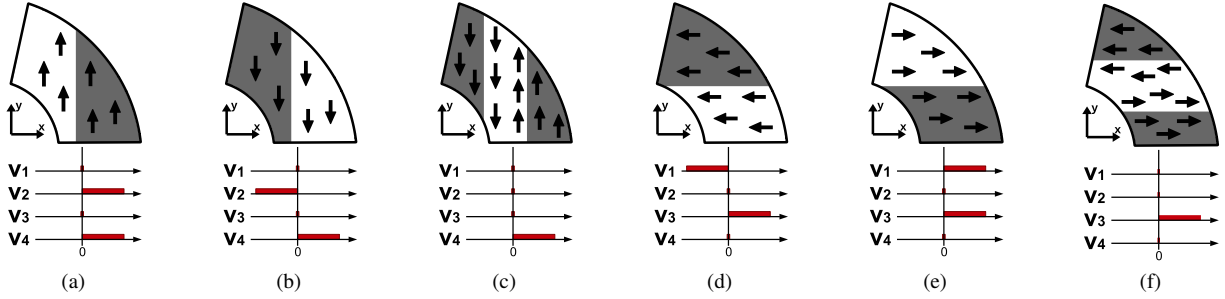 y x y x y x y x y x y x
V1 V1 V1 V1 V1 V1
V2 V2 V2 V2 V2 V2
V3 V3 V3 V3 V3 V3
V4 V4 V4 V4 V4 V4
0 0 0 0 0 0
(a) (b) (c) (d) (e) (f)